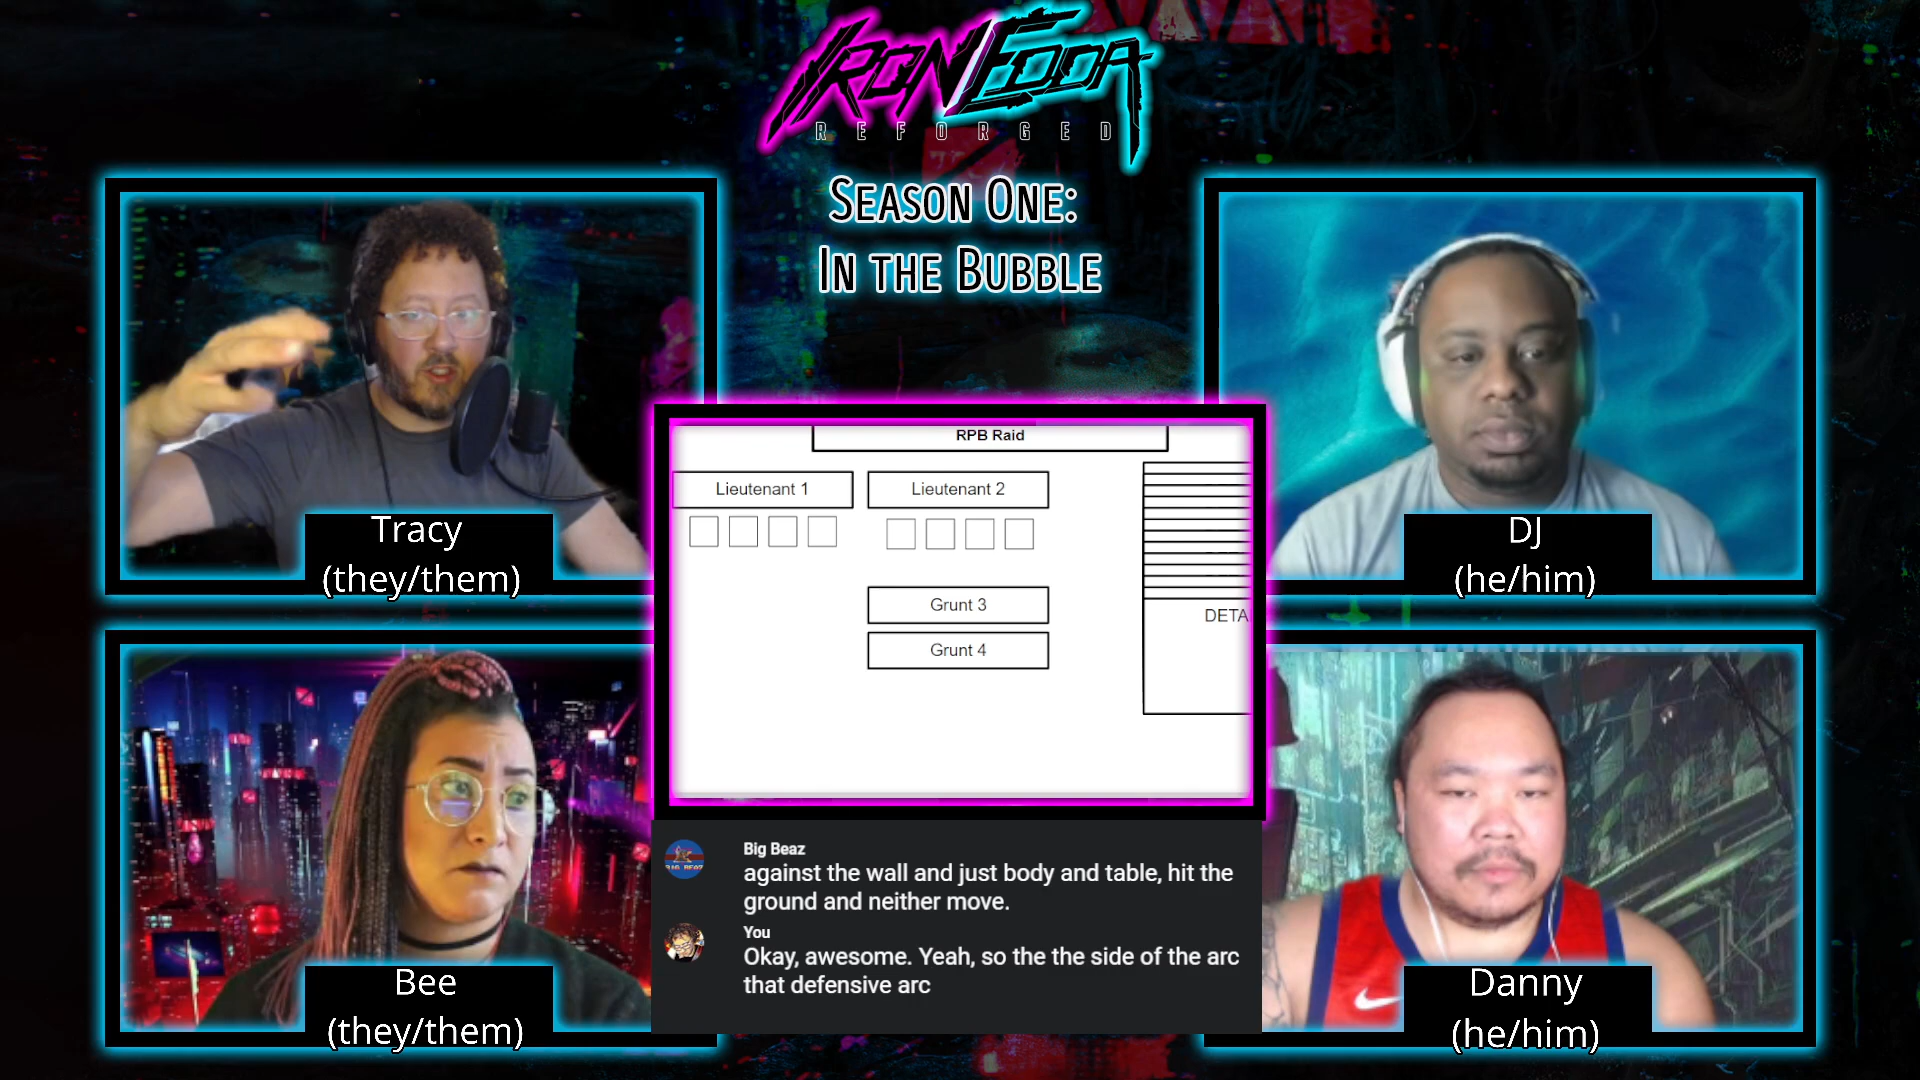 IRON EDDA
REFORGED
SEASON ONE:
IN THE BUBBLE
Tracy
(they/them)
DJ
(he/him)
RPB Raid
Lieutenant 1
Lieutenant 2
Grunt 3
Grunt 4
DETA
Bee
(they/them)
Danny
(he/him)
Big Beaz
against the wall and just body and table, hit the
ground and neither move.
You
Okay, awesome. Yeah, so the the side of the arc
that defensive arc